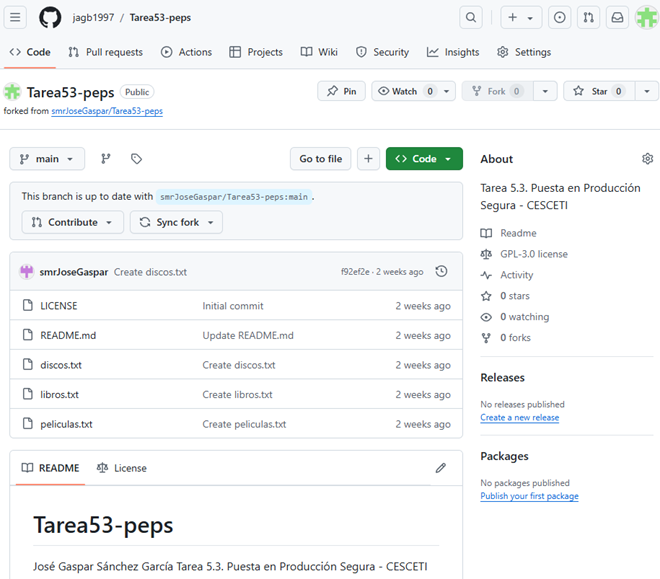 jagb1997 / Tarea53-peps
Code Pull requests Actions Projects Wiki Security Insights Settings
Tarea53-peps Public
Pin Watch 0 Fork 0 Star 0
forked from smrJoseGaspar/Tarea53-peps
main Go to file Code
This branch is up to date with smrJoseGaspar/Tarea53-peps:main .
Contribute Sync fork
smrJoseGaspar Create discos.txt f92ef2e · 2 weeks ago
LICENSE Initial commit 2 weeks ago
README.md Update README.md 2 weeks ago
discos.txt Create discos.txt 2 weeks ago
libros.txt Create libros.txt 2 weeks ago
peliculas.txt Create peliculas.txt 2 weeks ago
README License
Tarea53-peps
José Gaspar Sánchez García Tarea 5.3. Puesta en Producción Segura - CESCETI
About
Tarea 5.3. Puesta en Producción
Segura - CESCETI
Readme
GPL-3.0 license
Activity
0 stars
0 watching
0 forks
Releases
No releases published
Create a new release
Packages
No packages published
Publish your first package